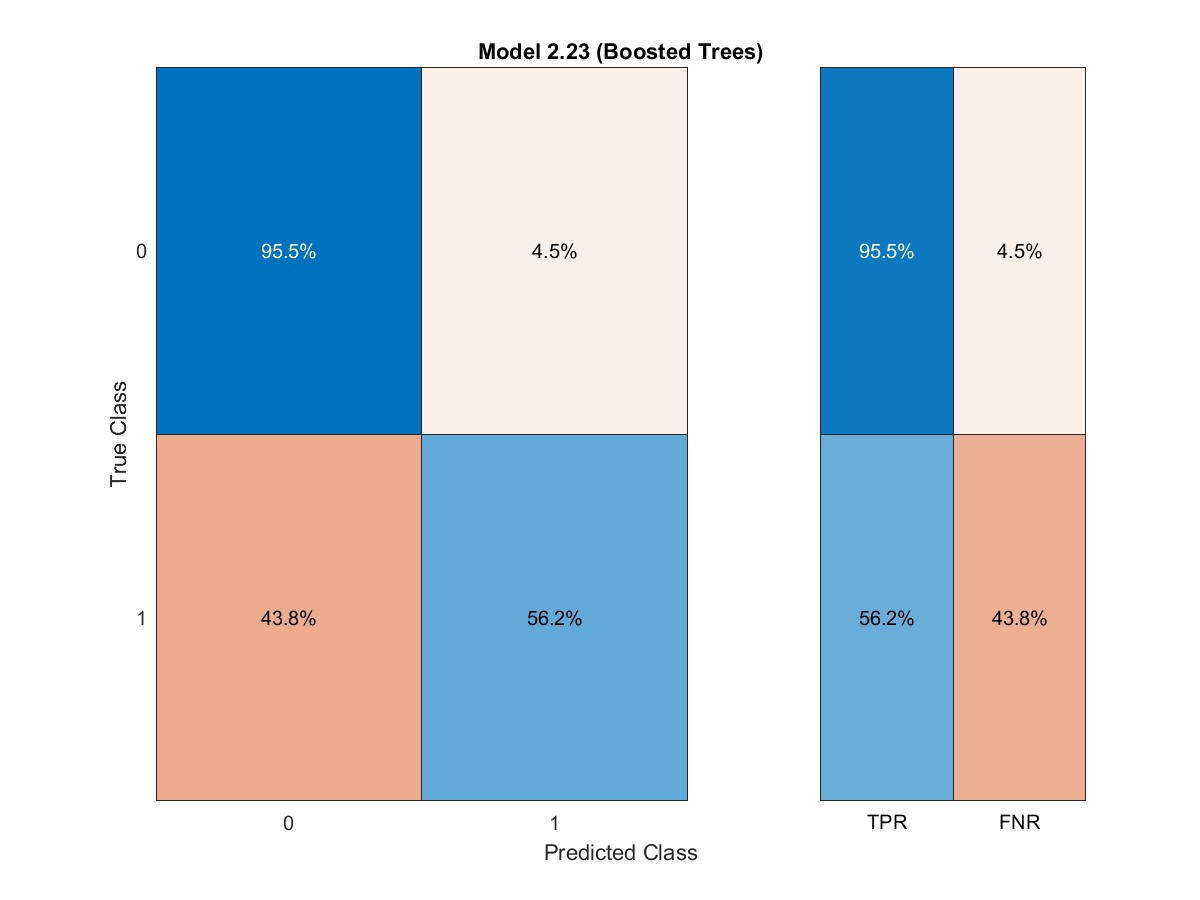 Model 2.23 (Boosted Trees)
True Class
0
95.5%
4.5%
95.5%
4.5%
1
43.8%
56.2%
56.2%
43.8%
0
1
TPR
FNR
Predicted Class